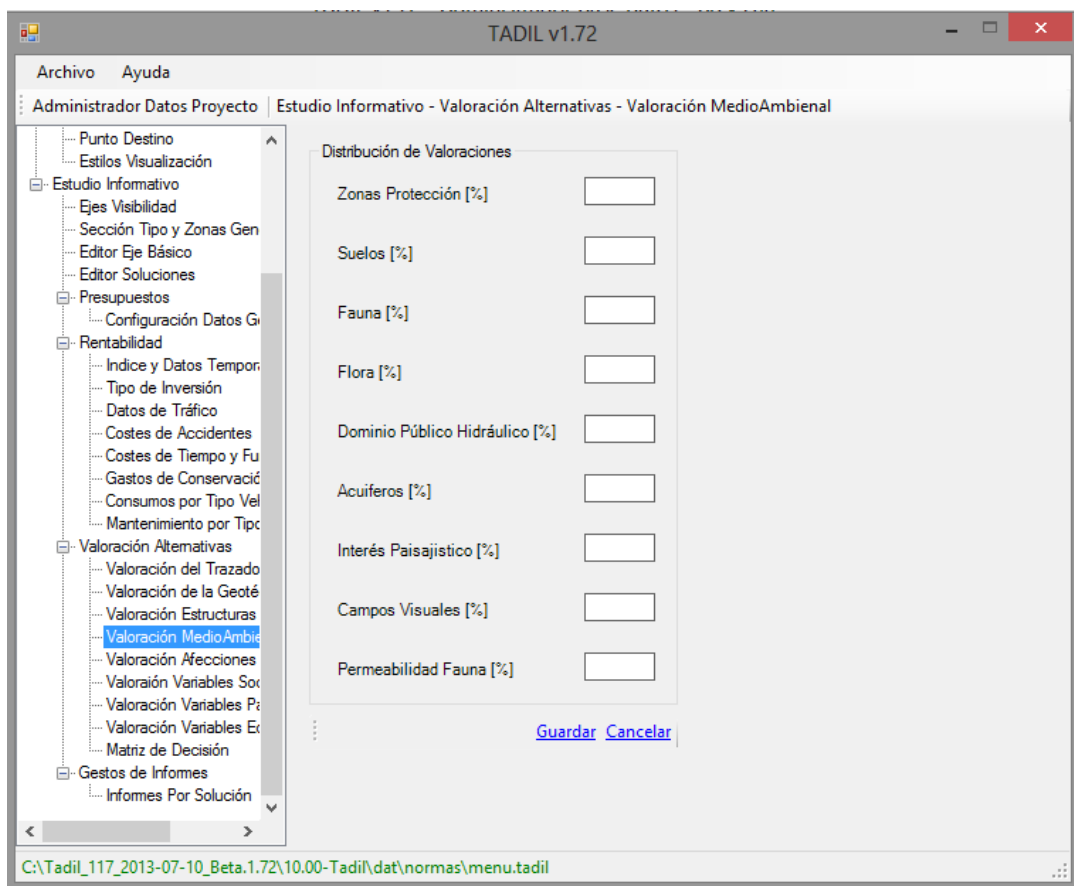 TADIL v1.72
Archivo Ayuda
Administrador Datos Proyecto Estudio Informativo - Valoración Alternativas - Valoración MedioAmbienal
Punto Destino
Estilos Visualización
Estudio Informativo
Ejes Visibilidad
Sección Tipo y Zonas Gen
Editor Eje Básico
Editor Soluciones
Presupuestos
Configuración Datos G
Rentabilidad
Indice y Datos Tempor
Tipo de Inversión
Datos de Tráfico
Costes de Accidentes
Costes de Tiempo y Fu
Gastos de Conservació
Consumos por Tipo Vel
Mantenimiento por Tipo
Valoración Alternativas
Valoración del Trazado
Valoración de la Geoté
Valoración Estructuras
Valoración MedioAmbie
Valoración Afecciones
Valoraión Variables Soc
Valoración Variables Pa
Valoración Variables Ec
Matriz de Decisión
Gestos de Informes
Informes Por Solución
Distribución de Valoraciones
Zonas Protección [%]
Suelos [%]
Fauna [%]
Flora [%]
Dominio Público Hidráulico [%]
Acuiferos [%]
Interés Paisajistico [%]
Campos Visuales [%]
Permeabilidad Fauna [%]
Guardar Cancelar
C:\Tadil_117_2013-07-10_Beta.1.72\10.00-Tadil\dat\normas\menu.tadil